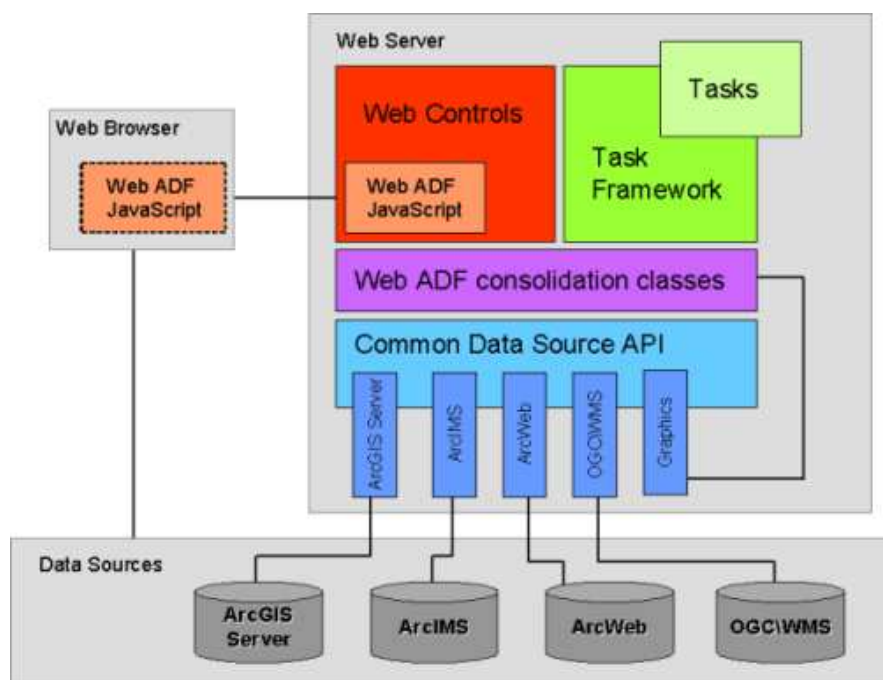 Web Server
Tasks
Web Controls
Task
Framework
Web Browser
Web ADF
JavaScript
Web ADF
JavaScript
Web ADF consolidation classes
Common Data Source API
ArcGIS Server
ArcIMS
ArcWeb
OGC\WMS
Graphics
Data Sources
ArcGIS
Server
ArcIMS
ArcWeb
OGC\WMS